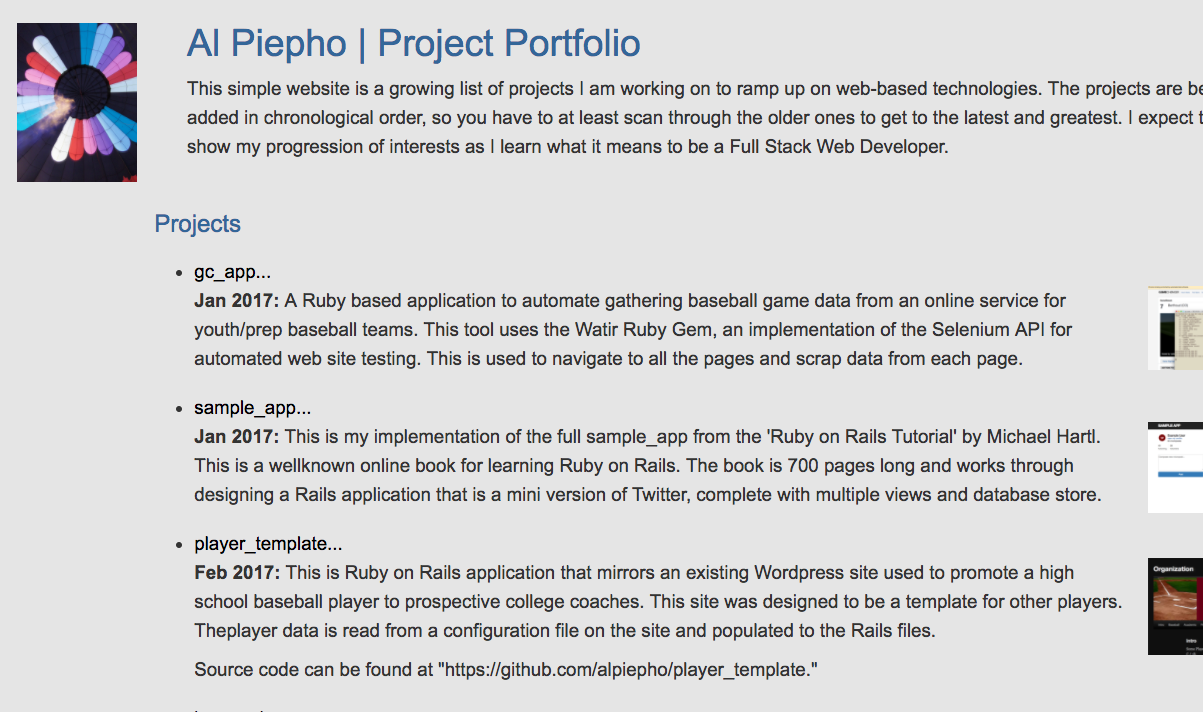 Al Piepho | Project Portfolio
This simple website is a growing list of projects I am working on to ramp up on web-based technologies. The projects are
added in chronological order, so you have to at least scan through the older ones to get to the latest and greatest. I expect
show my progression of interests as I learn what it means to be a Full Stack Web Developer.
Projects
• gc_app...
Jan 2017: A Ruby based application to automate gathering baseball game data from an online service for
youth/prep baseball teams. This tool uses the Watir Ruby Gem, an implementation of the Selenium API for
automated web site testing. This is used to navigate to all the pages and scrap data from each page.
• sample_app...
Jan 2017: This is my implementation of the full sample_app from the 'Ruby on Rails Tutorial' by Michael Hartl.
This is a wellknown online book for learning Ruby on Rails. The book is 700 pages long and works through
designing a Rails application that is a mini version of Twitter, complete with multiple views and database store.
SAMPLE APP
• player_template...
Feb 2017: This is Ruby on Rails application that mirrors an existing Wordpress site used to promote a high
school baseball player to prospective college coaches. This site was designed to be a template for other players.
Theplayer data is read from a configuration file on the site and populated to the Rails files.
Source code can be found at "https://github.com/alpiepho/player_template."
Organization
Intro